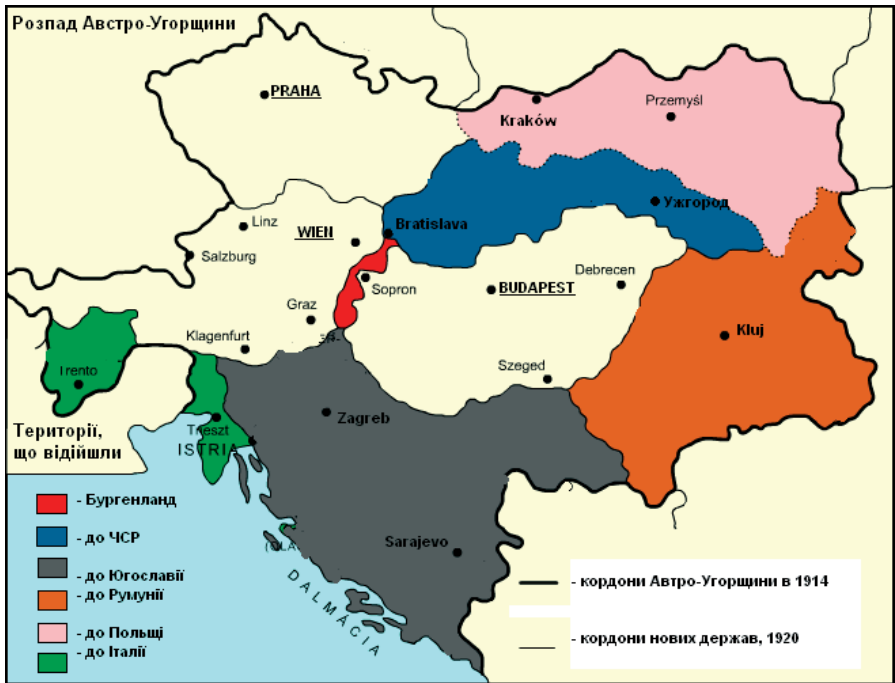 Розпад Австро-Угорщини
PRAHA
Kraków
Przemyśl
Ужгород
Linz
WIEN
Bratislava
Salzburg
Sopron
BUDAPEST
Debrecen
Graz
Klagenfurt
Kluj
Trento
Szeged
Zagreb
Trieszt
ISTRIA
Території,
що відійшли
Sarajevo
DALMÁCIA
- Бургенланд
- до ЧСР
- до Югославії
- до Румунії
- до Польщі
- до Італії
- кордони Автро-Угорщини в 1914
- кордони нових держав, 1920